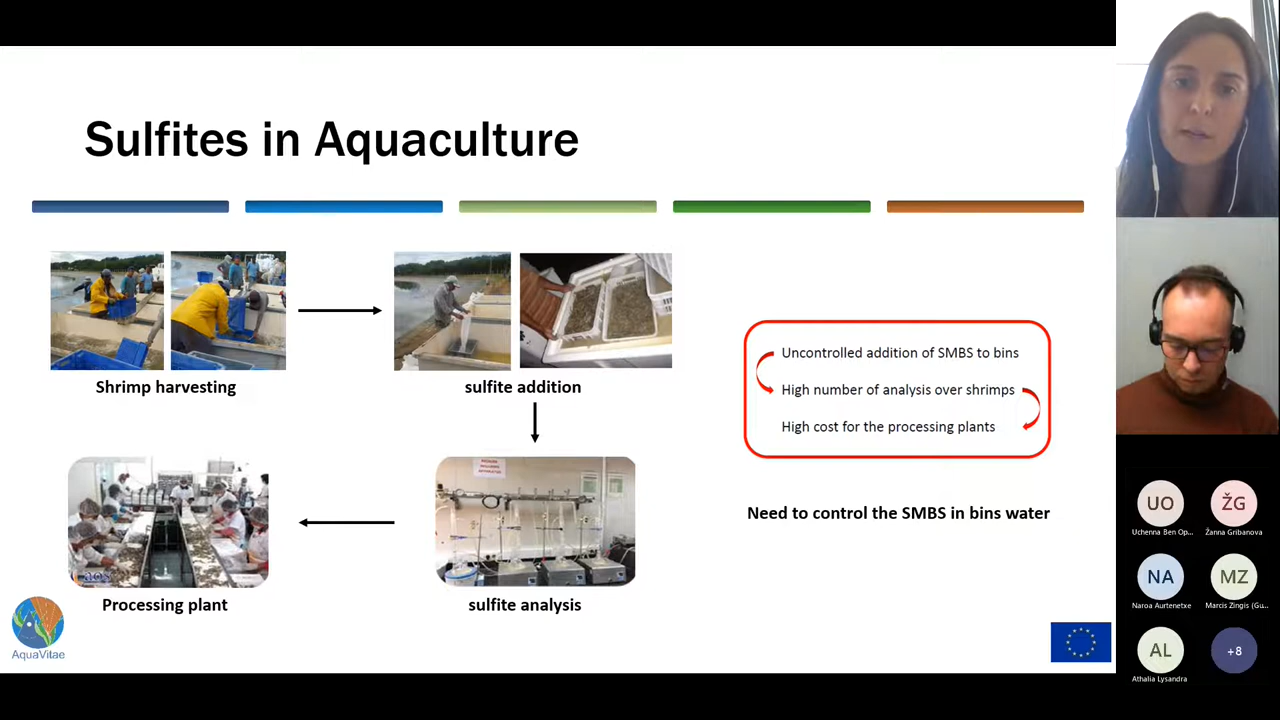 Sulfites in Aquaculture
Shrimp harvesting
sulfite addition
Processing plant
sulfite analysis
Uncontrolled addition of SMBS to bins
High number of analysis over shrimps
High cost for the processing plants
Need to control the SMBS in bins water
AquaVitae
UO
Uchenna Ben Op...
ŽG
Žanna Gribanova
NA
Naroa Aurtenetxe
MZ
Marcis Zingis (Gu...
AL
Athalia Lysandra
+8